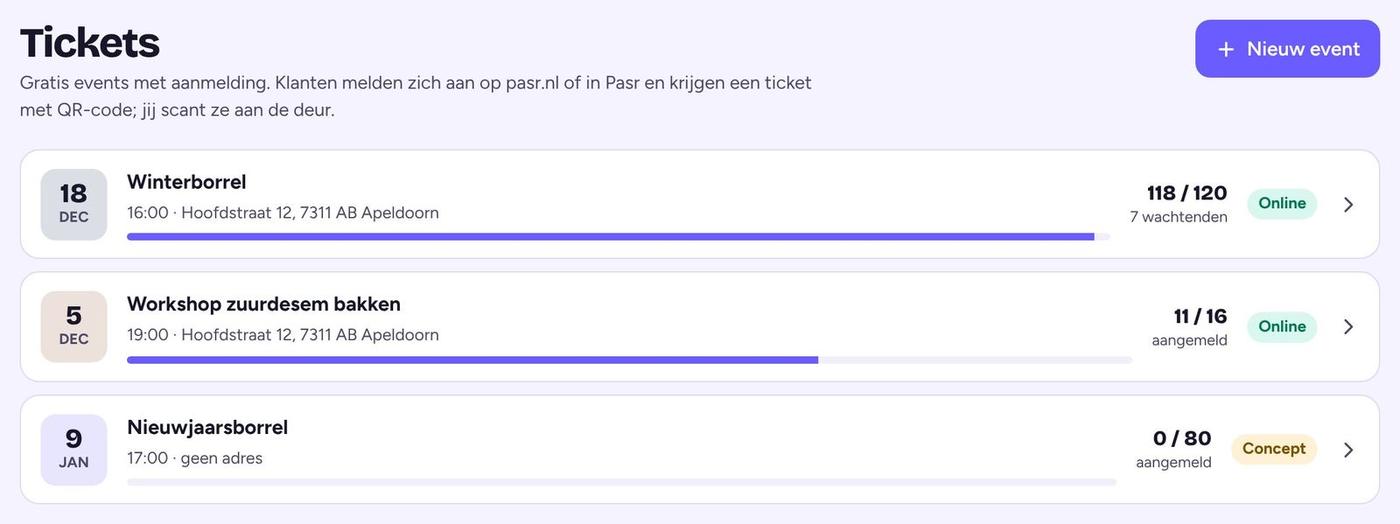 Tickets
+ Nieuw event
Gratis events met aanmelding. Klanten melden zich aan op pasr.nl of in Pasr en krijgen een ticket
met QR-code; jij scant ze aan de deur.
18
DEC
Winterborrel
16:00 · Hoofdstraat 12, 7311 AB Apeldoorn
118 / 120
7 wachtenden
Online
5
DEC
Workshop zuurdesem bakken
19:00 · Hoofdstraat 12, 7311 AB Apeldoorn
11 / 16
aangemeld
Online
9
JAN
Nieuwjaarsborrel
17:00 · geen adres
0 / 80
aangemeld
Concept